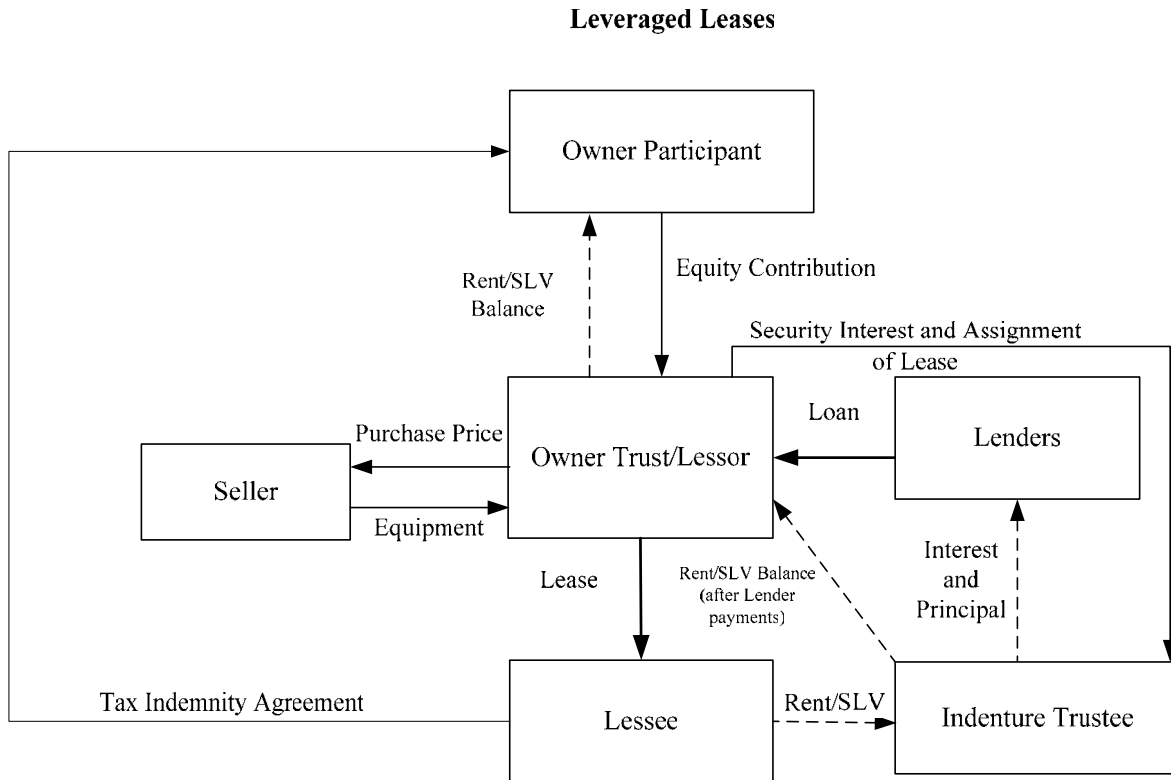 Leveraged Leases
Owner Participant
Rent/SLV
Balance
Equity Contribution
Security Interest and Assignment
of Lease
Purchase Price
Seller
Equipment
Owner Trust/Lessor
Loan
Lenders
Lease
Rent/SLV Balance
(after Lender
payments)
Interest
and
Principal
Tax Indemnity Agreement
Lessee
Rent/SLV
Indenture Trustee